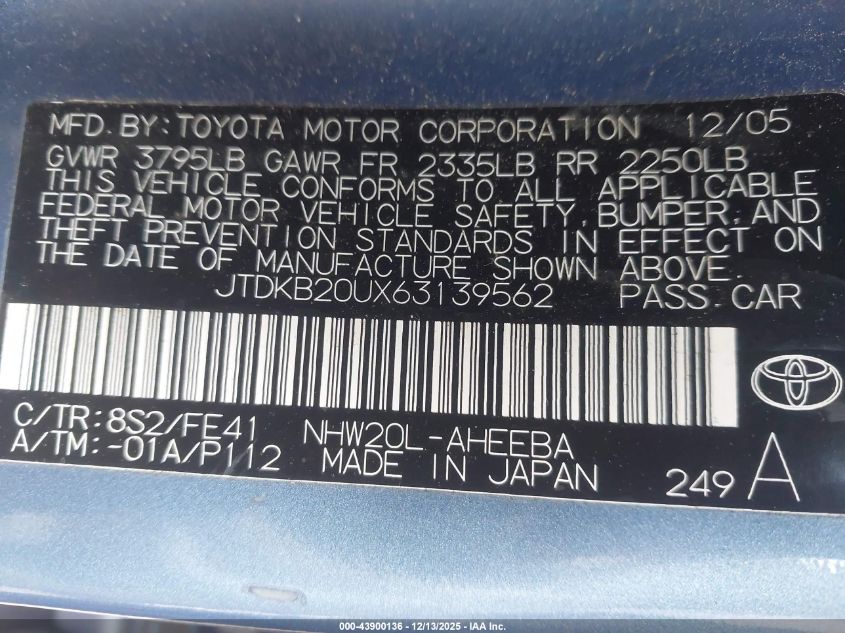 MFD. BY: TOYOTA MOTOR CORPORATION 12/05
GVWR 3795LB GAWR FR 2335LB RR 2250LB
THIS VEHICLE CONFORMS TO ALL APPLICABLE
FEDERAL MOTOR VEHICLE SAFETY, BUMPER, AND
THEFT PREVENTION STANDARDS IN EFFECT ON
THE DATE OF MANUFACTURE SHOWN ABOVE.
JTDKB20UX63139562 PASS. CAR
C/TR: 8S2/FE41 NHW20L-AHEEBA
A/TM: -01A/P112 MADE IN JAPAN 249 A
000-43900136 - 12/13/2025 - IAA Inc.